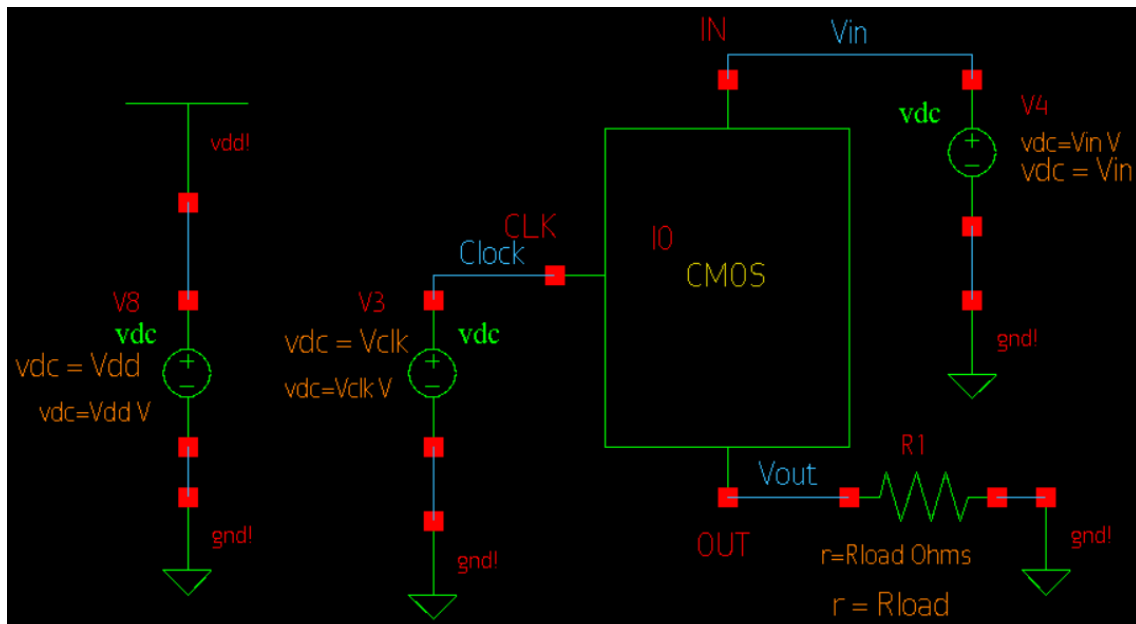 IN
Vin
V4
vdc
vdc=Vin V
vdc = Vin
gnd!
vdd!
V8
vdc
vdc = Vdd
vdc=Vdd V
gnd!
CLK
Clock
V3
vdc = Vclk
vdc
vdc=Vclk V
gnd!
I0
CMOS
R1
Vout
OUT
r=Rload Ohms
r = Rload
gnd!